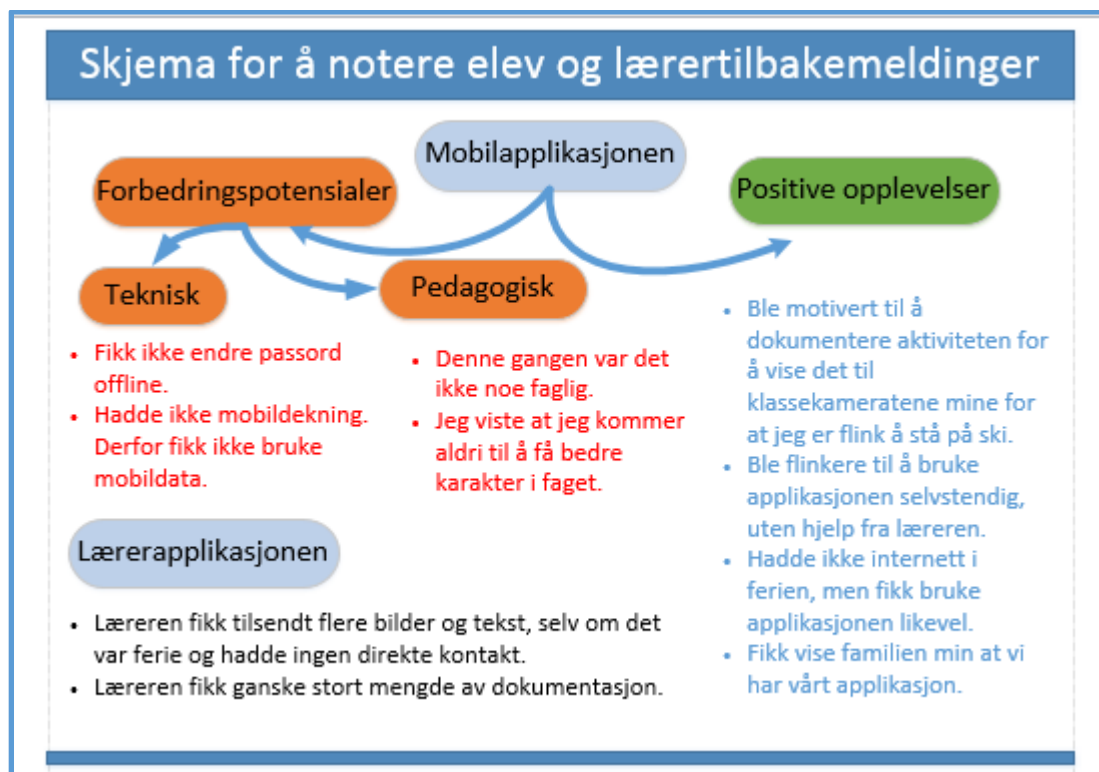 Skjema for å notere elev og lærertilbakemeldinger
Mobilapplikasjonen
Forbedringspotensialer
Positive opplevelser
Teknisk
Pedagogisk
• Fikk ikke endre passord
offline.
• Hadde ikke mobildekning.
Derfor fikk ikke bruke
mobildata.
• Denne gangen var det
ikke noe faglig.
• Jeg viste at jeg kommer
aldri til å få bedre
karakter i faget.
• Ble motivert til å
dokumentere aktiviteten for
å vise det til
klassekameratene mine for
at jeg er flink å stå på ski.
• Ble flinkere til å bruke
applikasjonen selvstendig,
uten hjelp fra læreren.
• Hadde ikke internett i
ferien, men fikk bruke
applikasjonen likevel.
• Fikk vise familien min at vi
har vårt applikasjon.
Lærerapplikasjonen
• Læreren fikk tilsendt flere bilder og tekst, selv om det
var ferie og hadde ingen direkte kontakt.
• Læreren fikk ganske stort mengde av dokumentasjon.